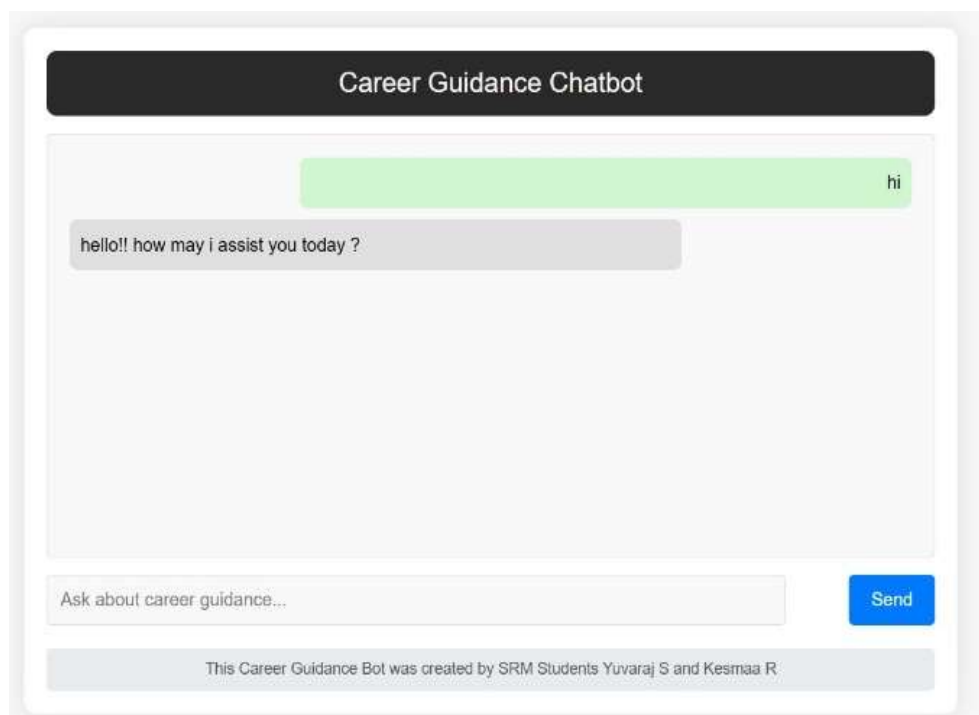 Career Guidance Chatbot
hi
hello!! how may i assist you today ?
Ask about career guidance...
Send
This Career Guidance Bot was created by SRM Students Yuvaraj S and Kesmaa R